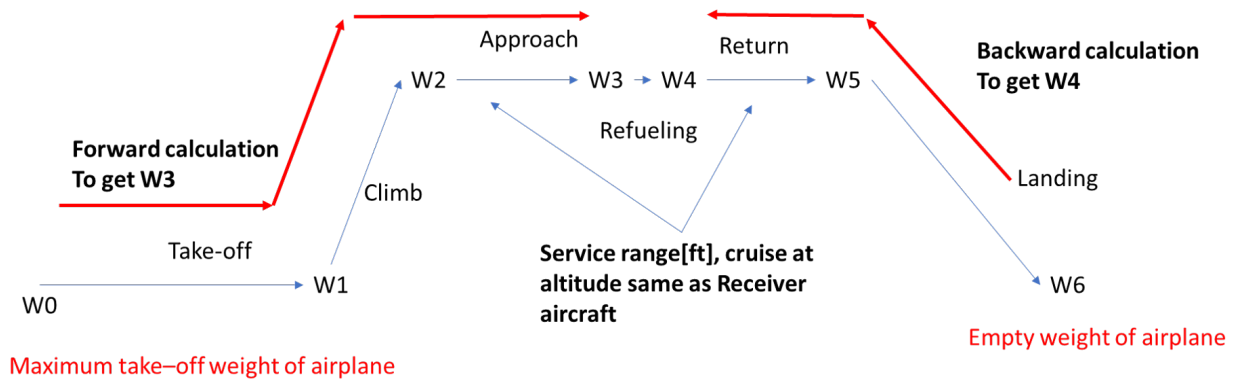 Approach
Return
Backward calculation
To get W4
W2
W3
W4
W5
Refueling
Forward calculation
To get W3
Climb
Landing
Take-off
Service range[ft], cruise at
altitude same as Receiver
aircraft
W0
W1
W6
Empty weight of airplane
Maximum take–off weight of airplane